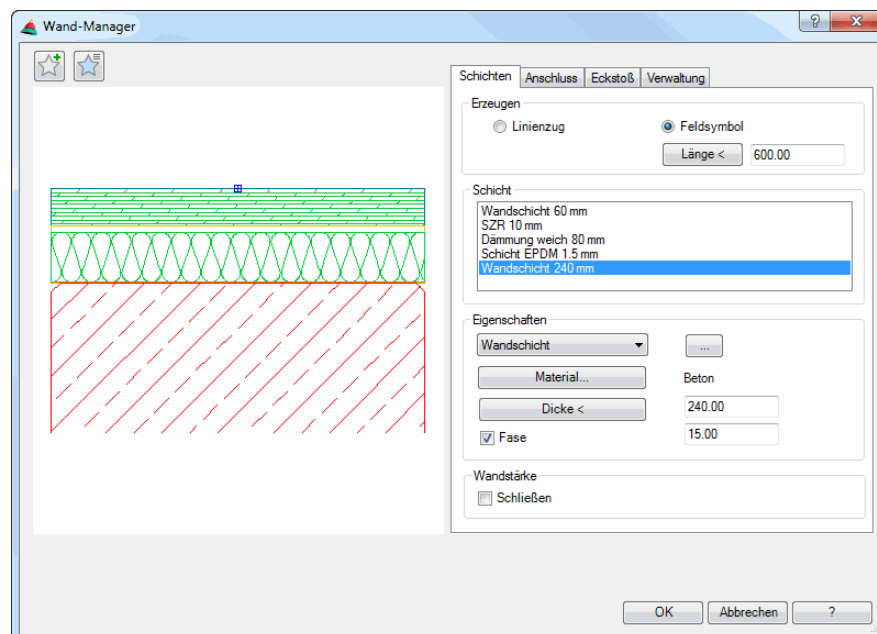 Wand-Manager
?
Schichten Anschluss Eckstoß Verwaltung
Erzeugen
Linienzug Feldsymbol
Länge < 600.00
Schicht
Wandschicht 60 mm
SZR 10 mm
Dämmung weich 80 mm
Schicht EPDM 1.5 mm
Wandschicht 240 mm
Eigenschaften
Wandschicht ...
Material... Beton
Dicke < 240.00
Fase 15.00
Wandstärke
Schließen
OK Abbrechen ?